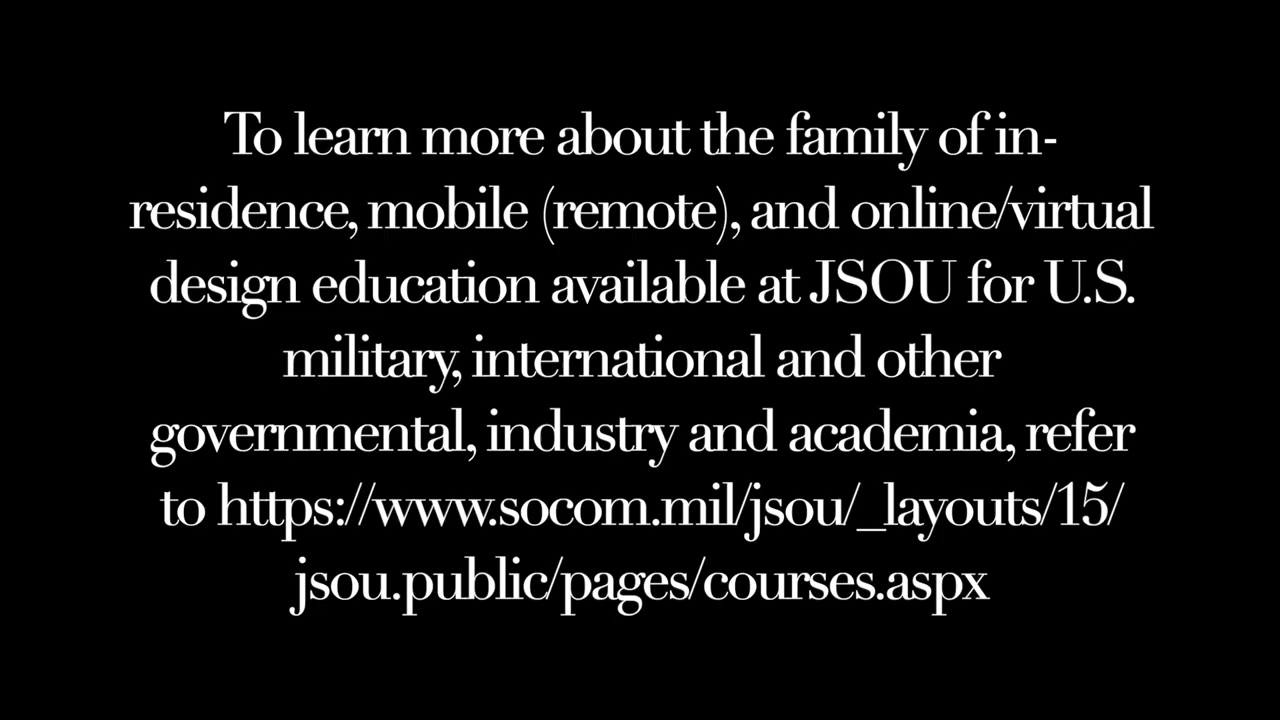 To learn more about the family of in-
residence, mobile (remote), and online/virtual
design education available at JSOU for U.S.
military, international and other
governmental, industry and academia, refer
to https://www.socom.mil/jsou/_layouts/15/
jsou.public/pages/courses.aspx